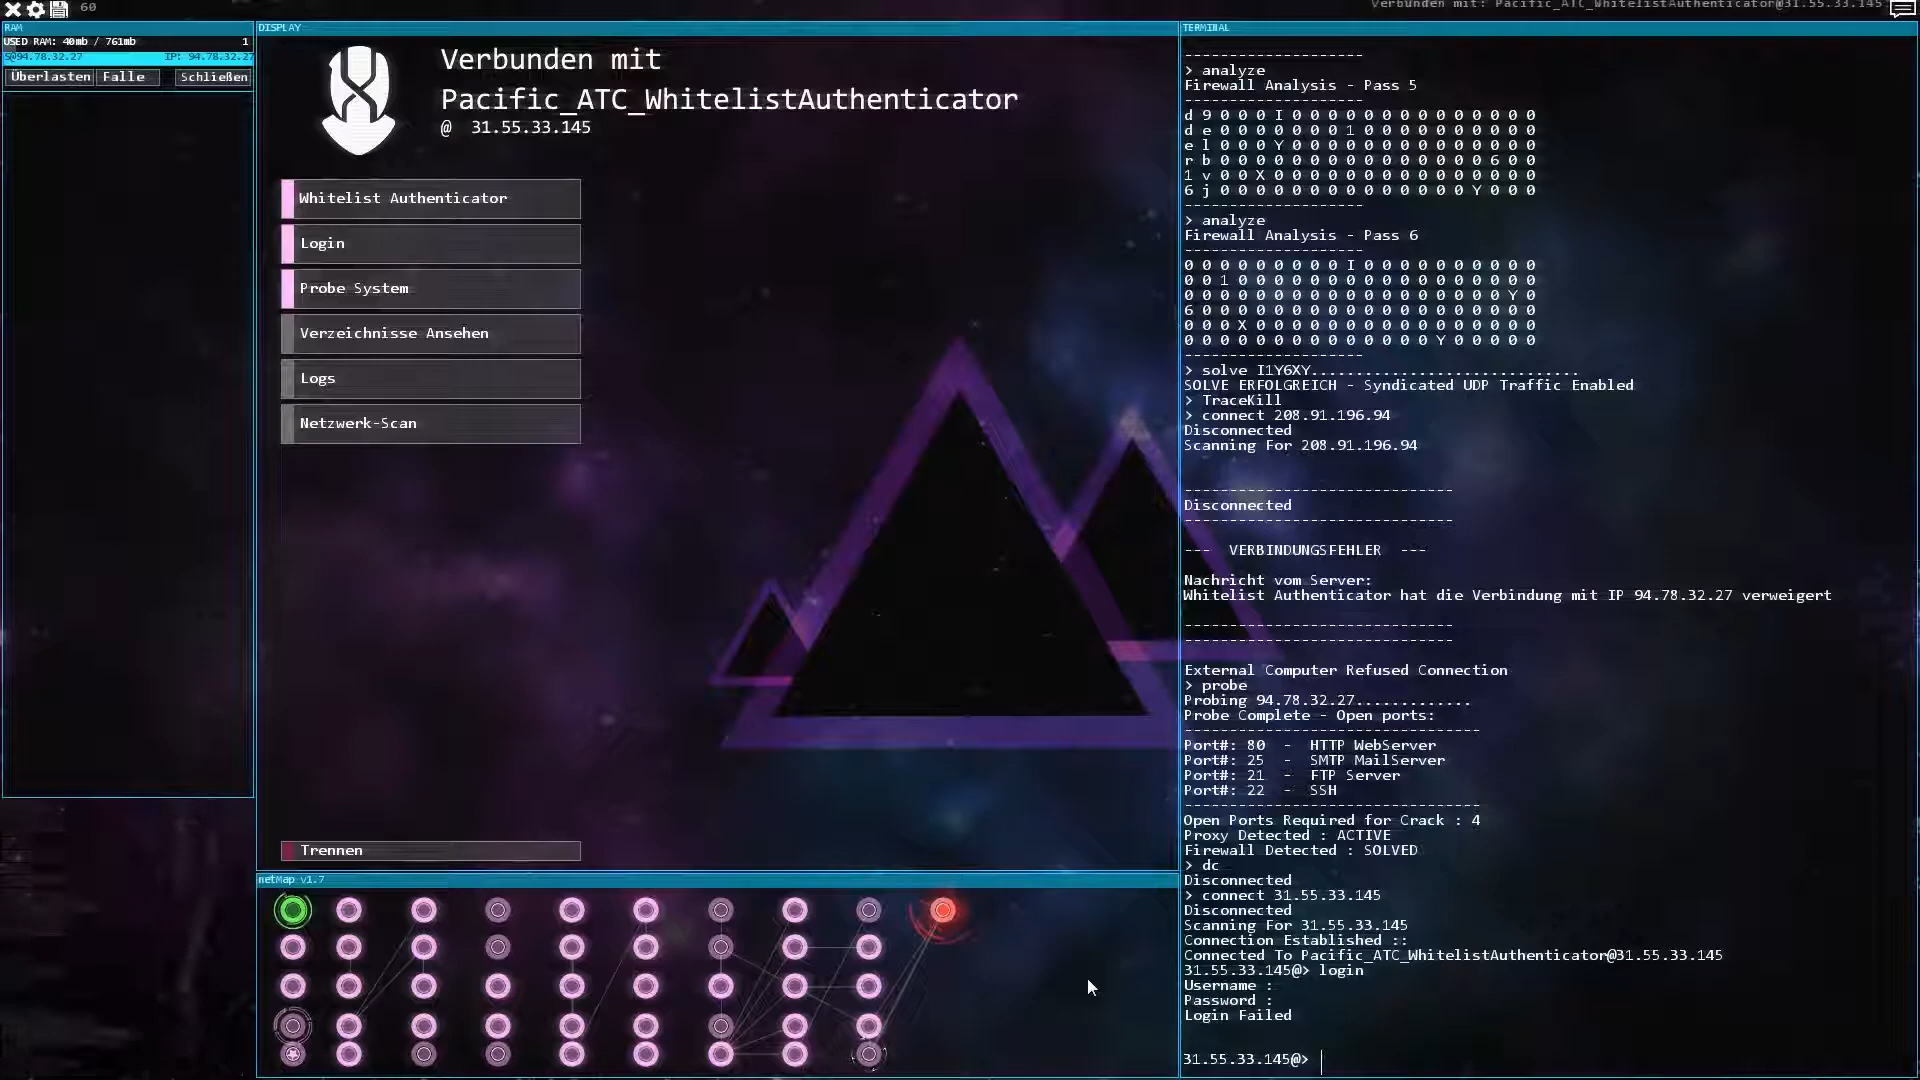 60
Verbunden mit: Pacific_ATC_WhitelistAuthenticator@31.55.33.145
RAM
USED RAM: 40mb / 761mb
1
S@94.78.32.27
IP: 94.78.32.27
Überlasten
Falle
Schließen
DISPLAY
Verbunden mit
Pacific_ATC_WhitelistAuthenticator
@ 31.55.33.145
Whitelist Authenticator
Login
Probe System
Verzeichnisse Ansehen
Logs
Netzwerk-Scan
Trennen
netMap v1.7
TERMINAL
--------------------
> analyze
Firewall Analysis - Pass 5
--------------------
d 9 0 0 0 I 0 0 0 0 0 0 0 0 0 0 0 0 0 0
d e 0 0 0 0 0 0 0 1 0 0 0 0 0 0 0 0 0 0
e l 0 0 0 Y 0 0 0 0 0 0 0 0 0 0 0 0 0 0
r b 0 0 0 0 0 0 0 0 0 0 0 0 0 0 0 6 0 0
1 v 0 0 X 0 0 0 0 0 0 0 0 0 0 0 0 0 0 0
6 j 0 0 0 0 0 0 0 0 0 0 0 0 0 0 Y 0 0 0
--------------------
> analyze
Firewall Analysis - Pass 6
--------------------
0 0 0 0 0 0 0 0 0 I 0 0 0 0 0 0 0 0 0 0
0 0 1 0 0 0 0 0 0 0 0 0 0 0 0 0 0 0 0 0
0 0 0 0 0 0 0 0 0 0 0 0 0 0 0 0 0 0 Y 0
6 0 0 0 0 0 0 0 0 0 0 0 0 0 0 0 0 0 0 0
0 0 0 X 0 0 0 0 0 0 0 0 0 0 0 0 0 0 0 0
0 0 0 0 0 0 0 0 0 0 0 0 0 0 Y 0 0 0 0 0
--------------------
> solve I1Y6XY..............................
SOLVE ERFOLGREICH - Syndicated UDP Traffic Enabled
> TraceKill
> connect 208.91.196.94
Disconnected
Scanning For 208.91.196.94
------------------------------
Disconnected
------------------------------
--- VERBINDUNGSFEHLER ---
Nachricht vom Server:
Whitelist Authenticator hat die Verbindung mit IP 94.78.32.27 verweigert
------------------------------
------------------------------
External Computer Refused Connection
> probe
Probing 94.78.32.27.............
Probe Complete - Open ports:
---------------------------------
Port#: 80 - HTTP WebServer
Port#: 25 - SMTP MailServer
Port#: 21 - FTP Server
Port#: 22 - SSH
---------------------------------
Open Ports Required for Crack : 4
Proxy Detected : ACTIVE
Firewall Detected : SOLVED
> dc
Disconnected
> connect 31.55.33.145
Disconnected
Scanning For 31.55.33.145
Connection Established ::
Connected To Pacific_ATC_WhitelistAuthenticator@31.55.33.145
31.55.33.145@> login
Username :
Password :
Login Failed
31.55.33.145@>